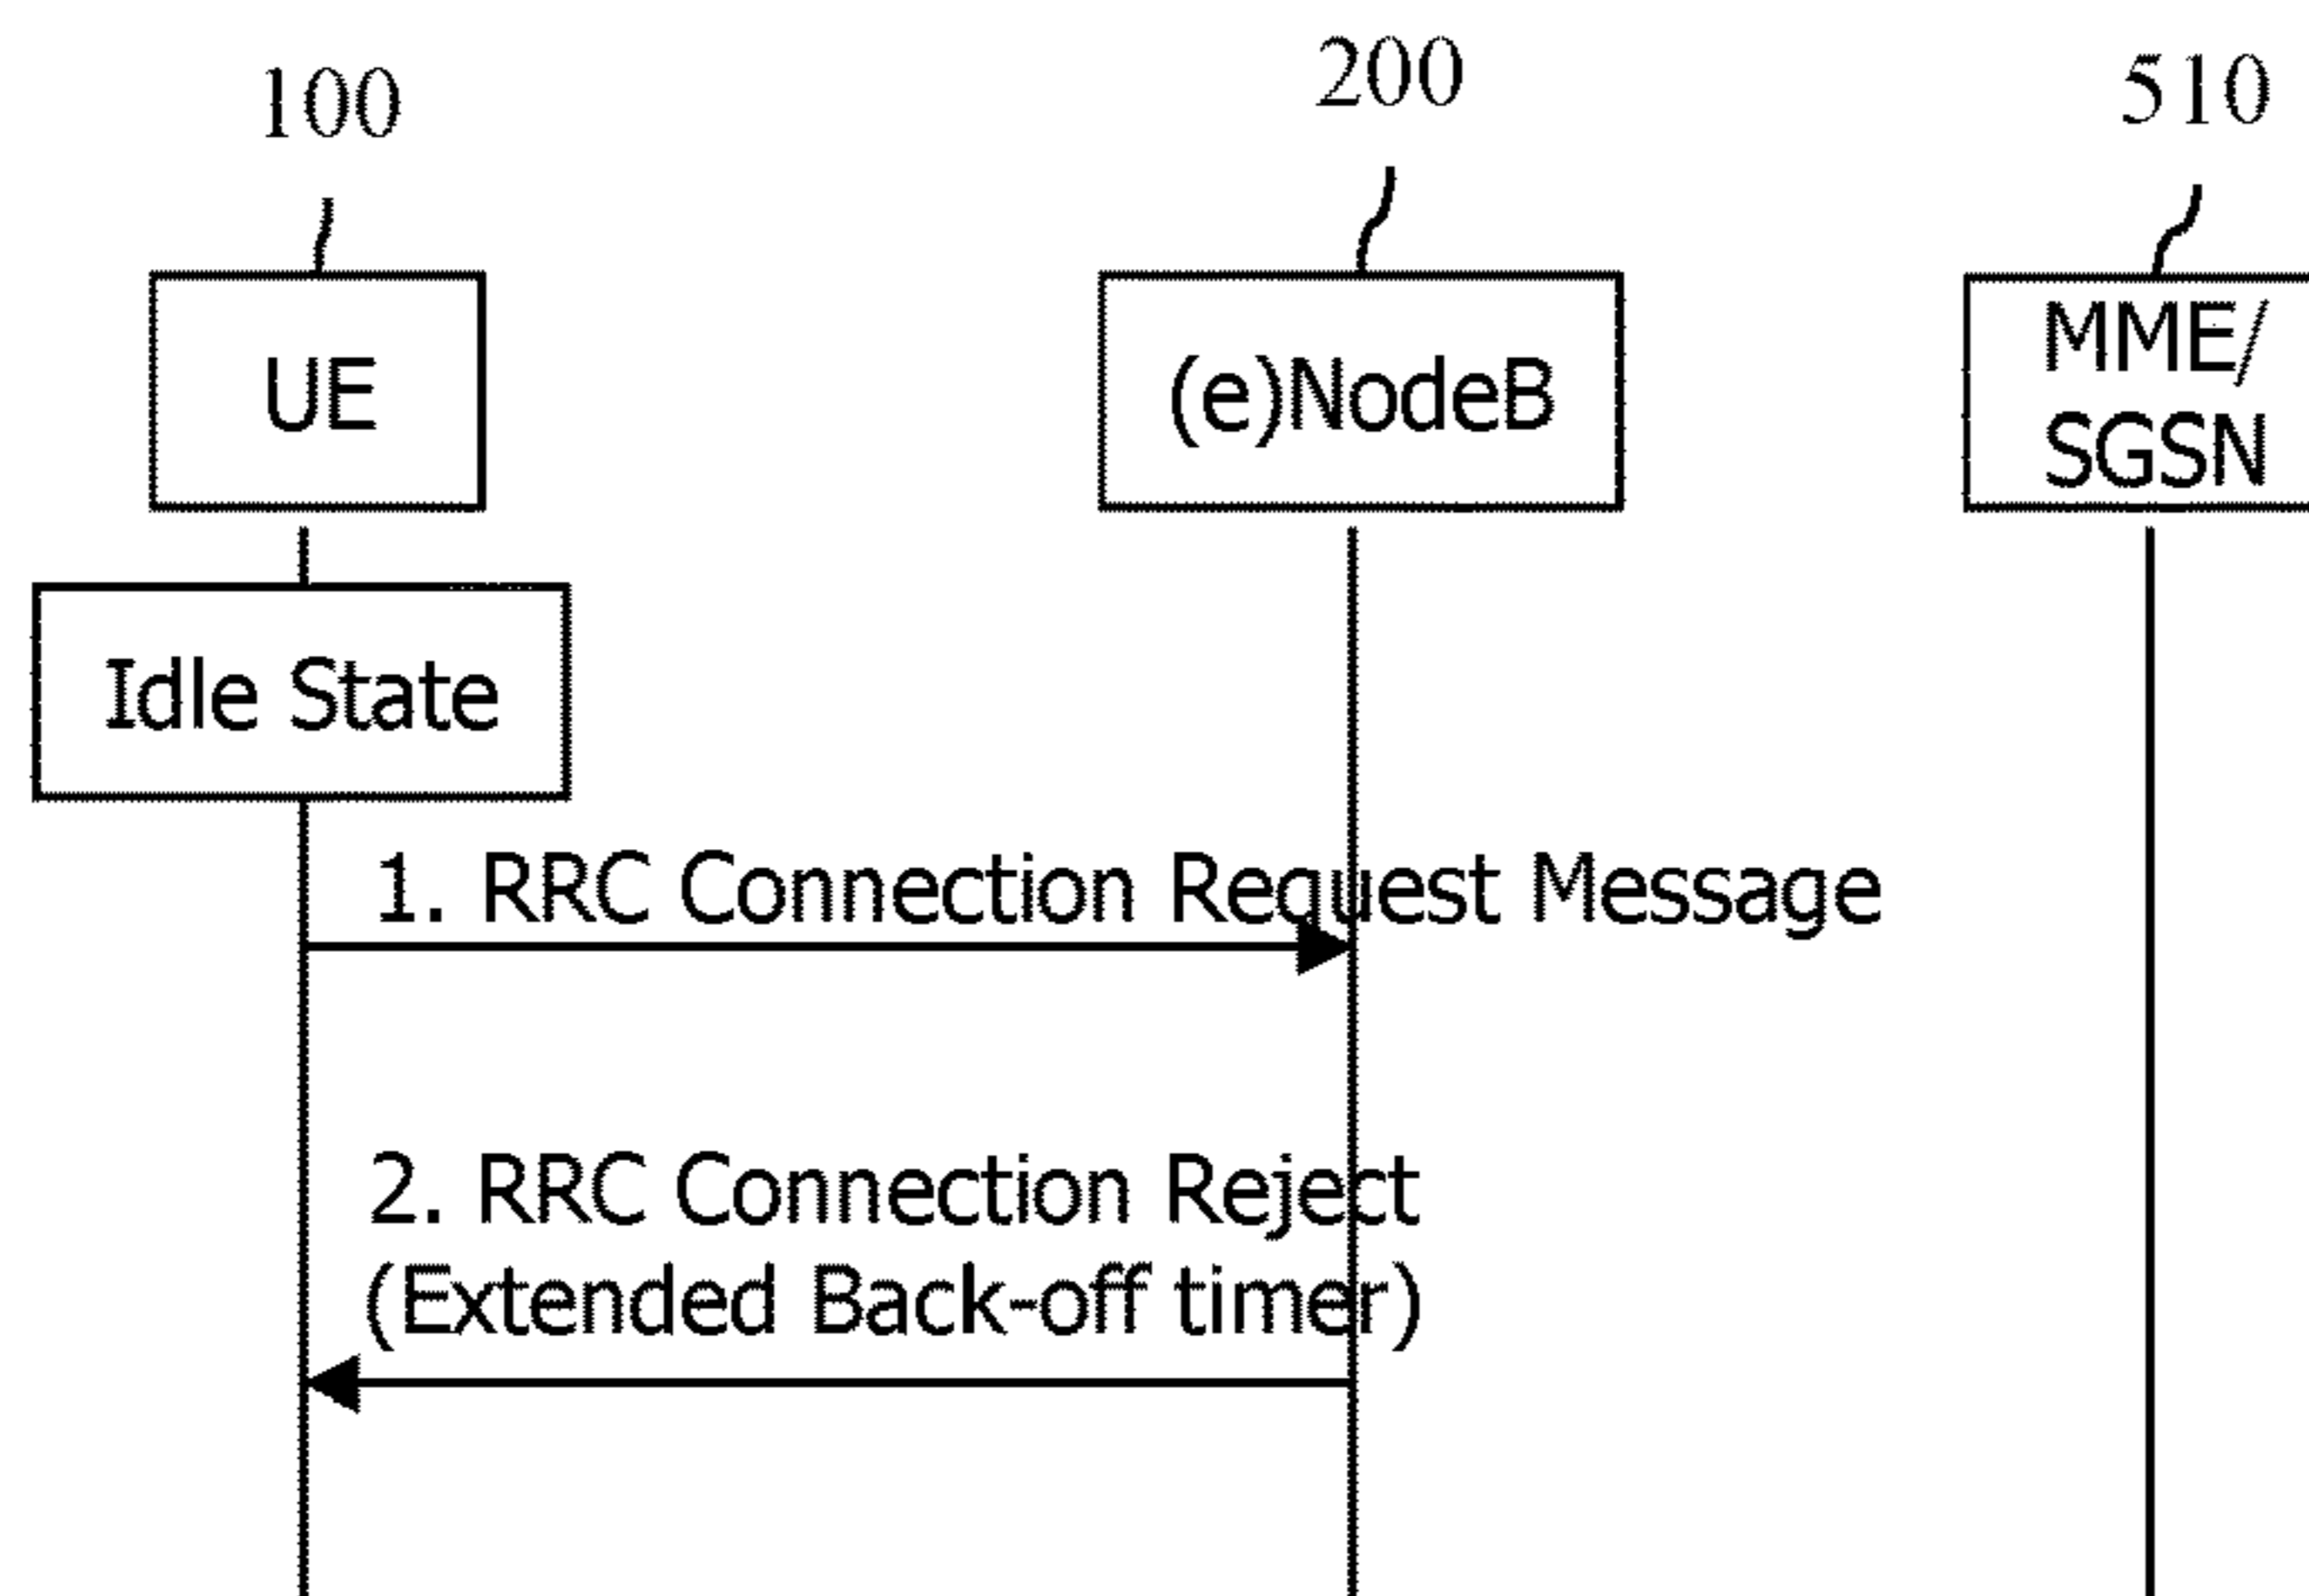 100
200
510
UE
(e)NodeB
MME/
SGSN
Idle State
1. RRC Connection Request Message
2. RRC Connection Reject
(Extended Back-off timer)